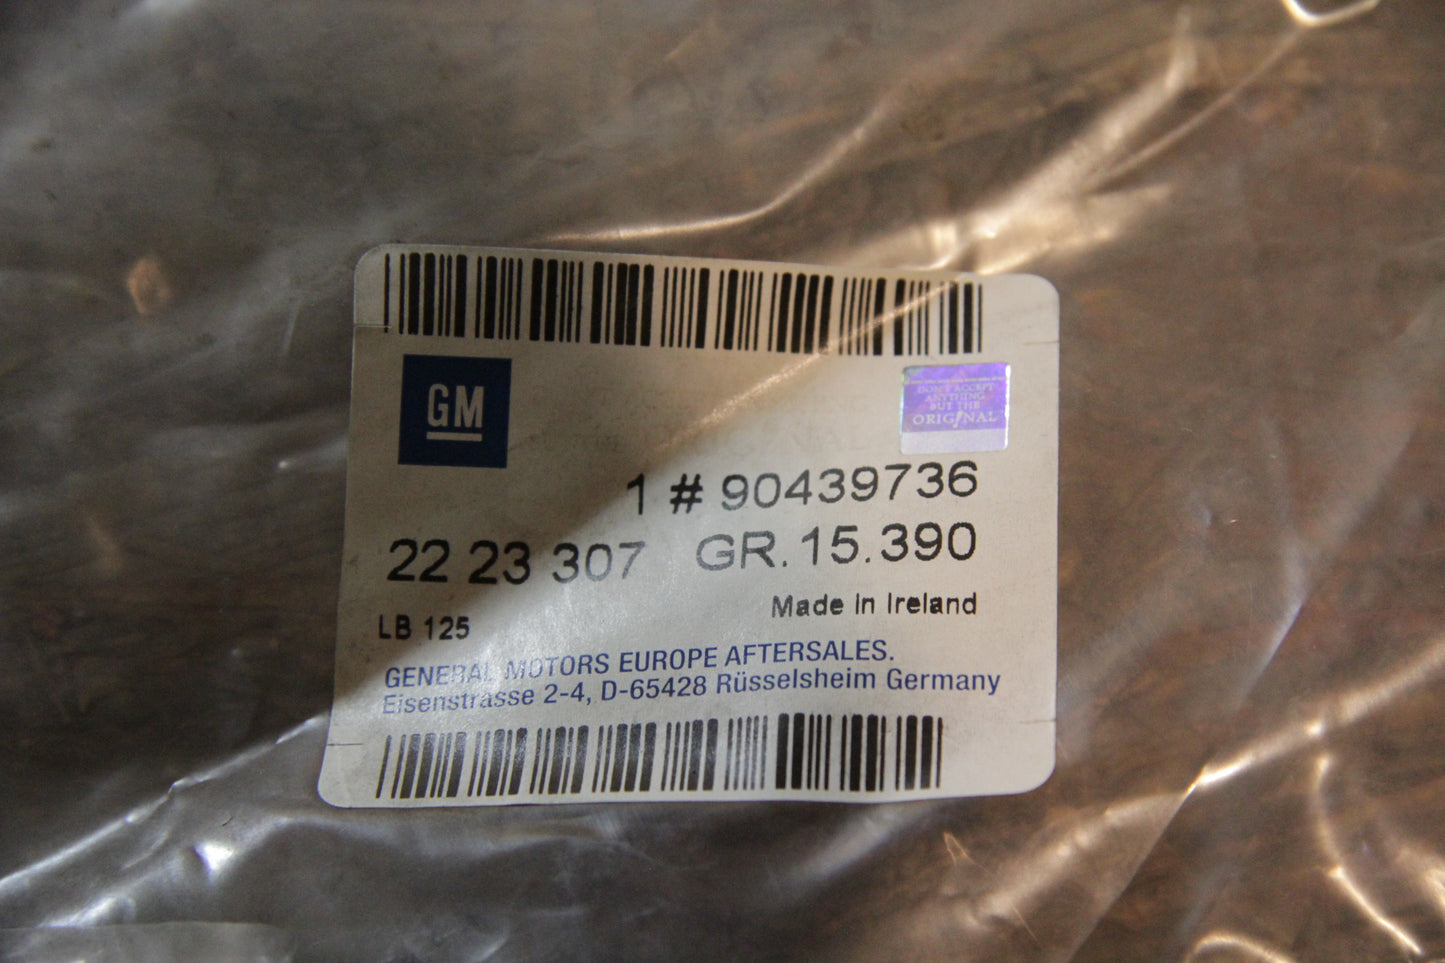 GM
DON'T ACCEPT
ANYTHING
BUT THE
ORIGINAL
1 # 90439736
22 23 307 GR. 15.390
Made in Ireland
LB 125
GENERAL MOTORS EUROPE AFTERSALES.
Eisenstrasse 2-4, D-65428 Rüsselsheim Germany